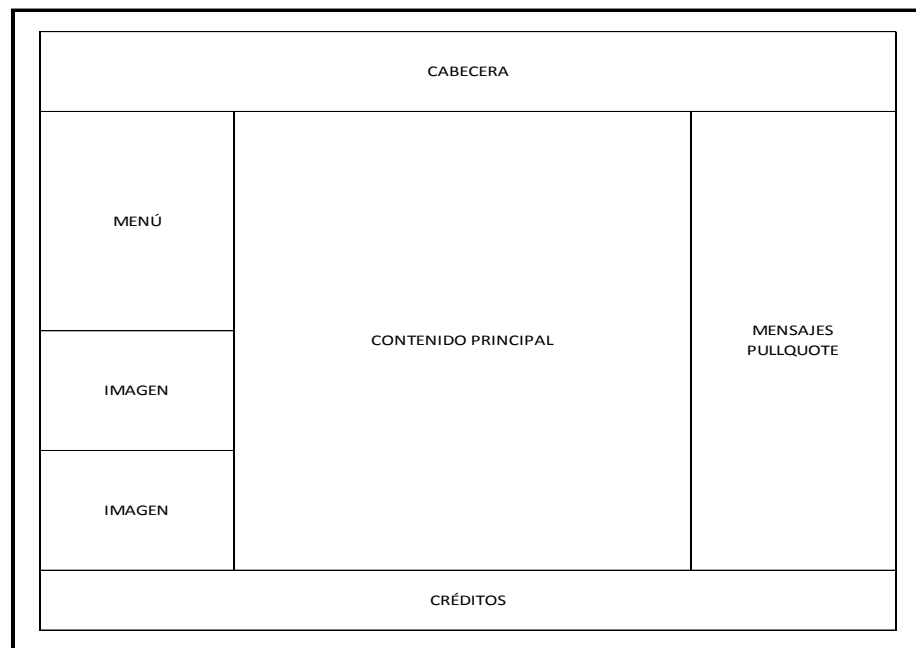 CABECERA
MENÚ
IMAGEN
IMAGEN
CONTENIDO PRINCIPAL
MENSAJES
PULLQUOTE
CRÉDITOS